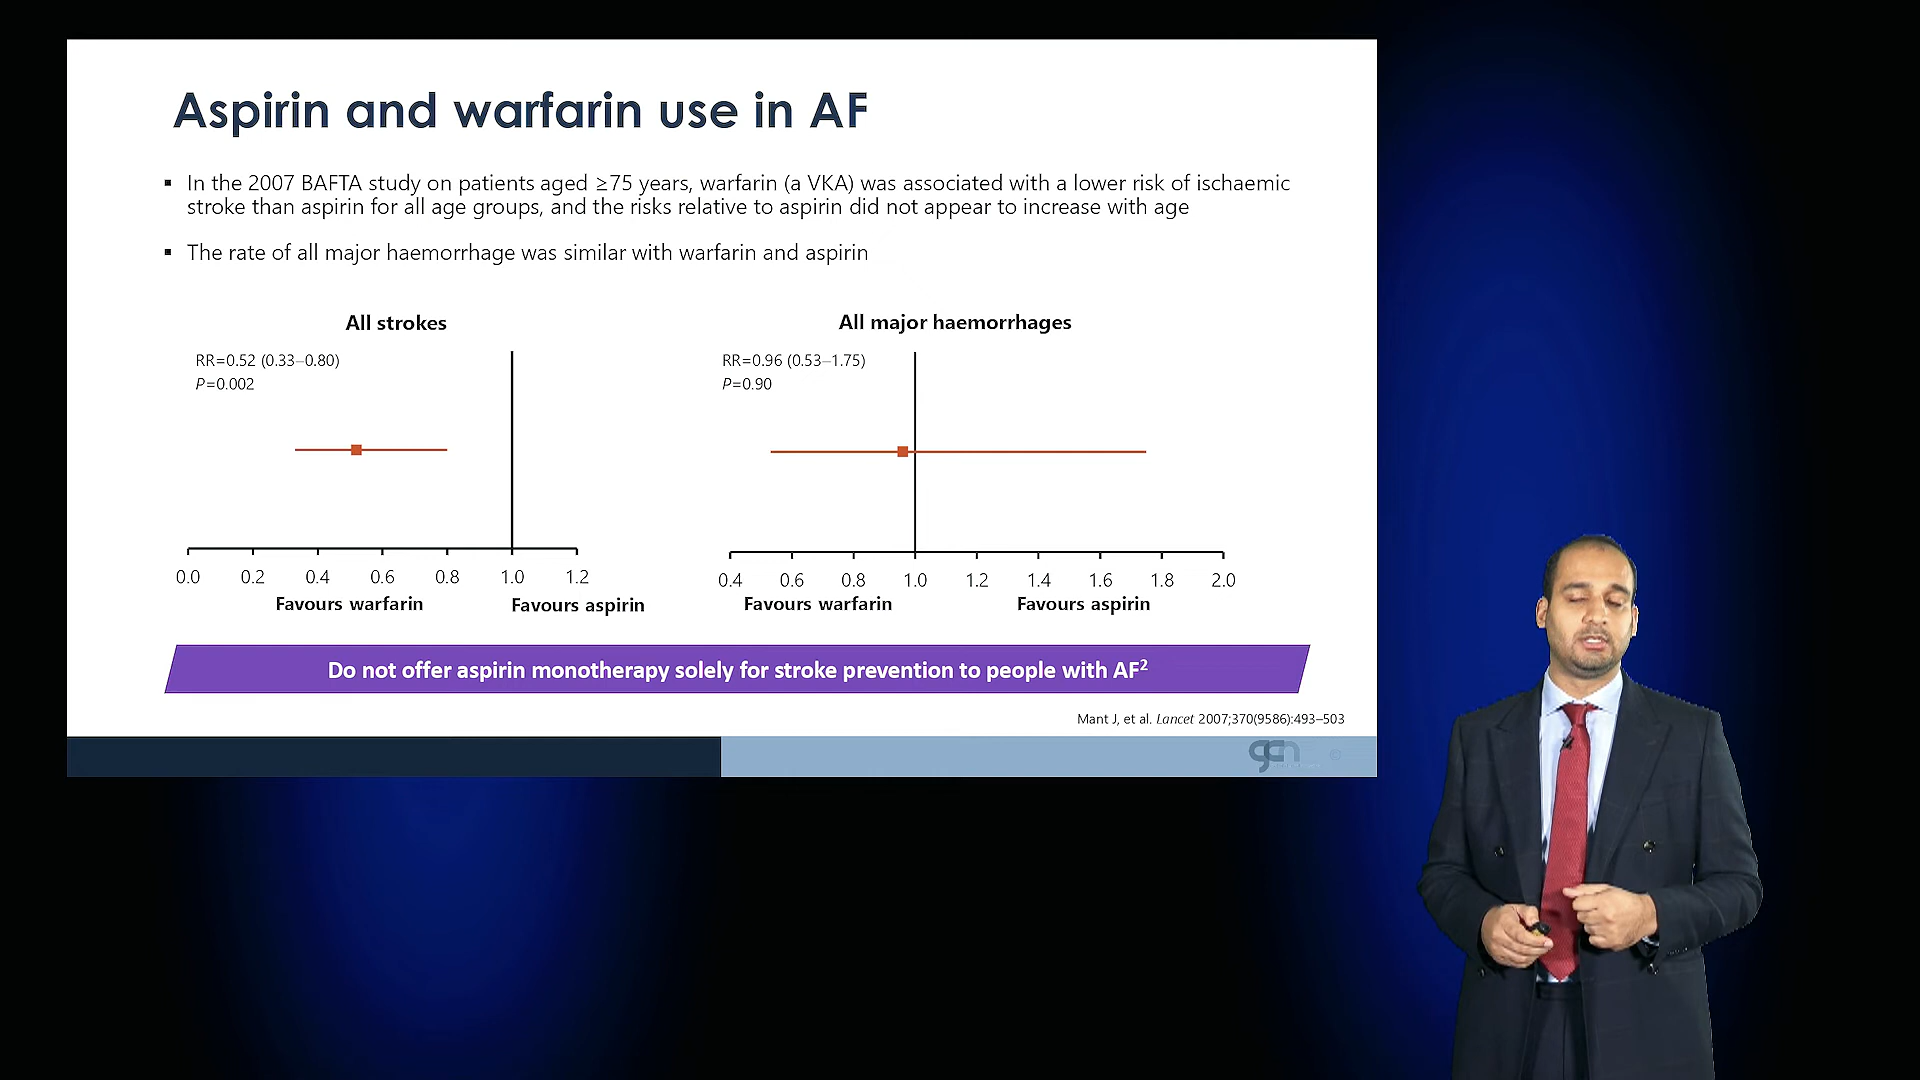 Aspirin and warfarin use in AF
▪ In the 2007 BAFTA study on patients aged ≥75 years, warfarin (a VKA) was associated with a lower risk of ischaemic
stroke than aspirin for all age groups, and the risks relative to aspirin did not appear to increase with age
▪ The rate of all major haemorrhage was similar with warfarin and aspirin
All strokes
RR=0.52 (0.33–0.80)
P=0.002
0.0 0.2 0.4 0.6 0.8 1.0 1.2
Favours warfarin Favours aspirin
All major haemorrhages
RR=0.96 (0.53–1.75)
P=0.90
0.4 0.6 0.8 1.0 1.2 1.4 1.6 1.8 2.0
Favours warfarin Favours aspirin
Do not offer aspirin monotherapy solely for stroke prevention to people with AF²
Mant J, et al. Lancet 2007;370(9586):493–503
gcn